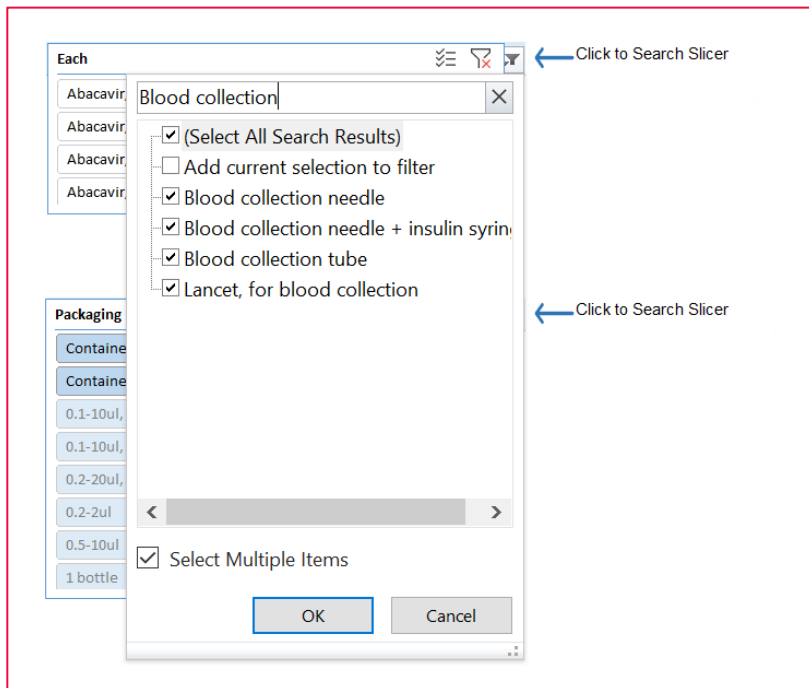 Each
Click to Search Slicer
Abacavir,
Abacavir,
Abacavir,
Abacavir,
Blood collection
(Select All Search Results)
Add current selection to filter
Blood collection needle
Blood collection needle + insulin syring
Blood collection tube
Lancet, for blood collection
Packaging
Click to Search Slicer
Containe
Containe
0.1-10ul,
0.1-10ul,
0.2-20ul,
0.2-2ul
0.5-10ul
1 bottle
Select Multiple Items
OK
Cancel